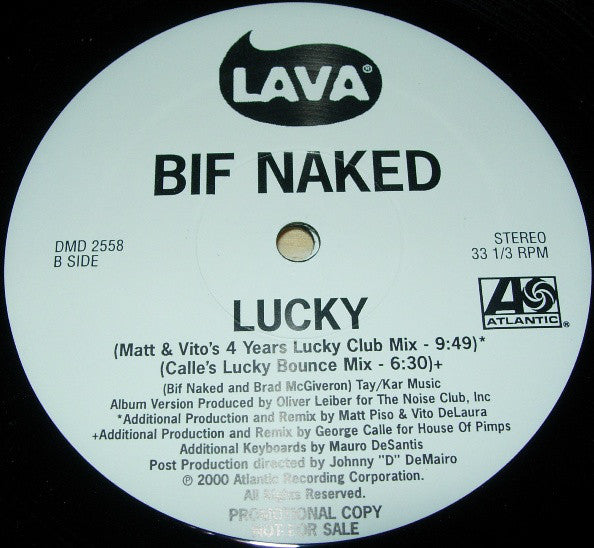 LAVA®
BIF NAKED
DMD 2558
B SIDE
STEREO
33 1/3 RPM
LUCKY
ATLANTIC®
(Matt & Vito's 4 Years Lucky Club Mix - 9:49)*
(Calle's Lucky Bounce Mix - 6:30)+
(Bif Naked and Brad McGiveron) Tay/Kar Music
Album Version Produced by Oliver Leiber for The Noise Club, Inc
*Additional Production and Remix by Matt Piso & Vito DeLaura
+Additional Production and Remix by George Calle for House Of Pimps
Additional Keyboards by Mauro DeSantis
Post Production directed by Johnny "D" DeMairo
℗ 2000 Atlantic Recording Corporation.
All Rights Reserved.
PROMOTIONAL COPY
NOT FOR SALE